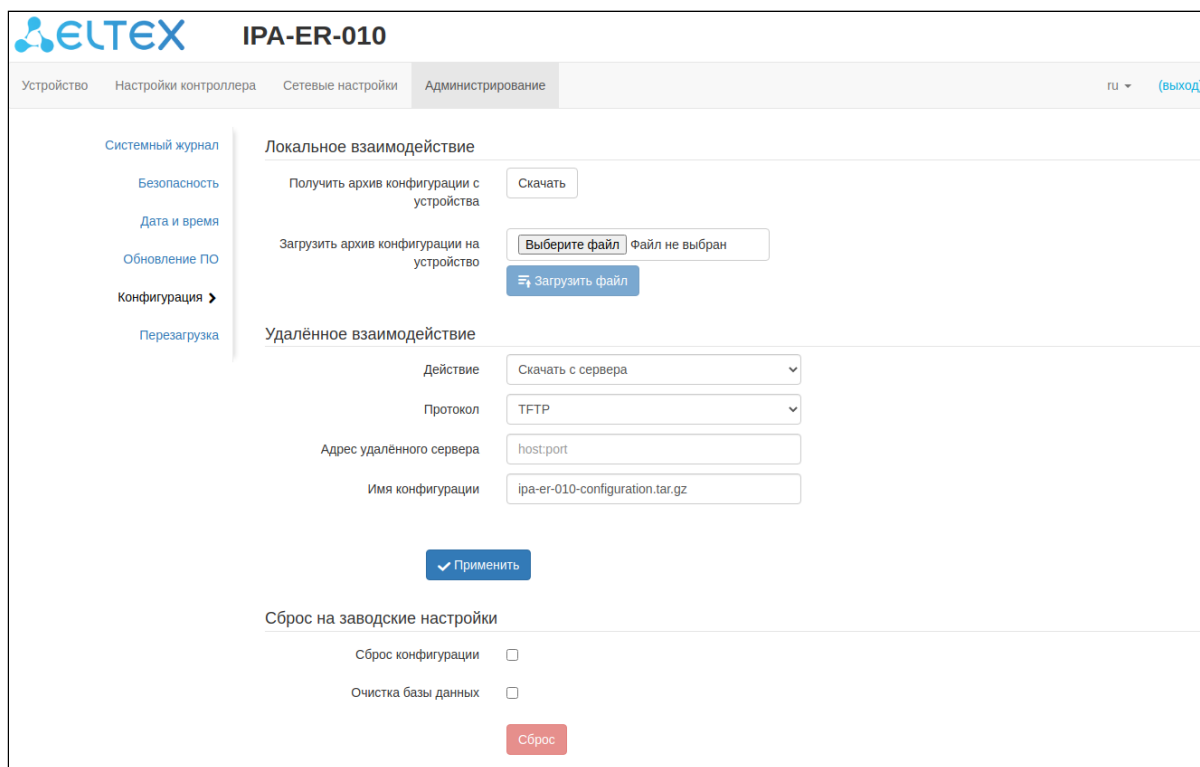 ELTEX IPA-ER-010
Устройство Настройки контроллера Сетевые настройки Администрирование ru (выход)
Системный журнал
Безопасность
Дата и время
Обновление ПО
Конфигурация
Перезагрузка
Локальное взаимодействие
Получить архив конфигурации с
устройства
Скачать
Загрузить архив конфигурации на
устройство
Выберите файл Файл не выбран
Загрузить файл
Удалённое взаимодействие
Действие Скачать с сервера
Протокол TFTP
Адрес удалённого сервера host:port
Имя конфигурации ipa-er-010-configuration.tar.gz
Применить
Сброс на заводские настройки
Сброс конфигурации
Очистка базы данных
Сброс